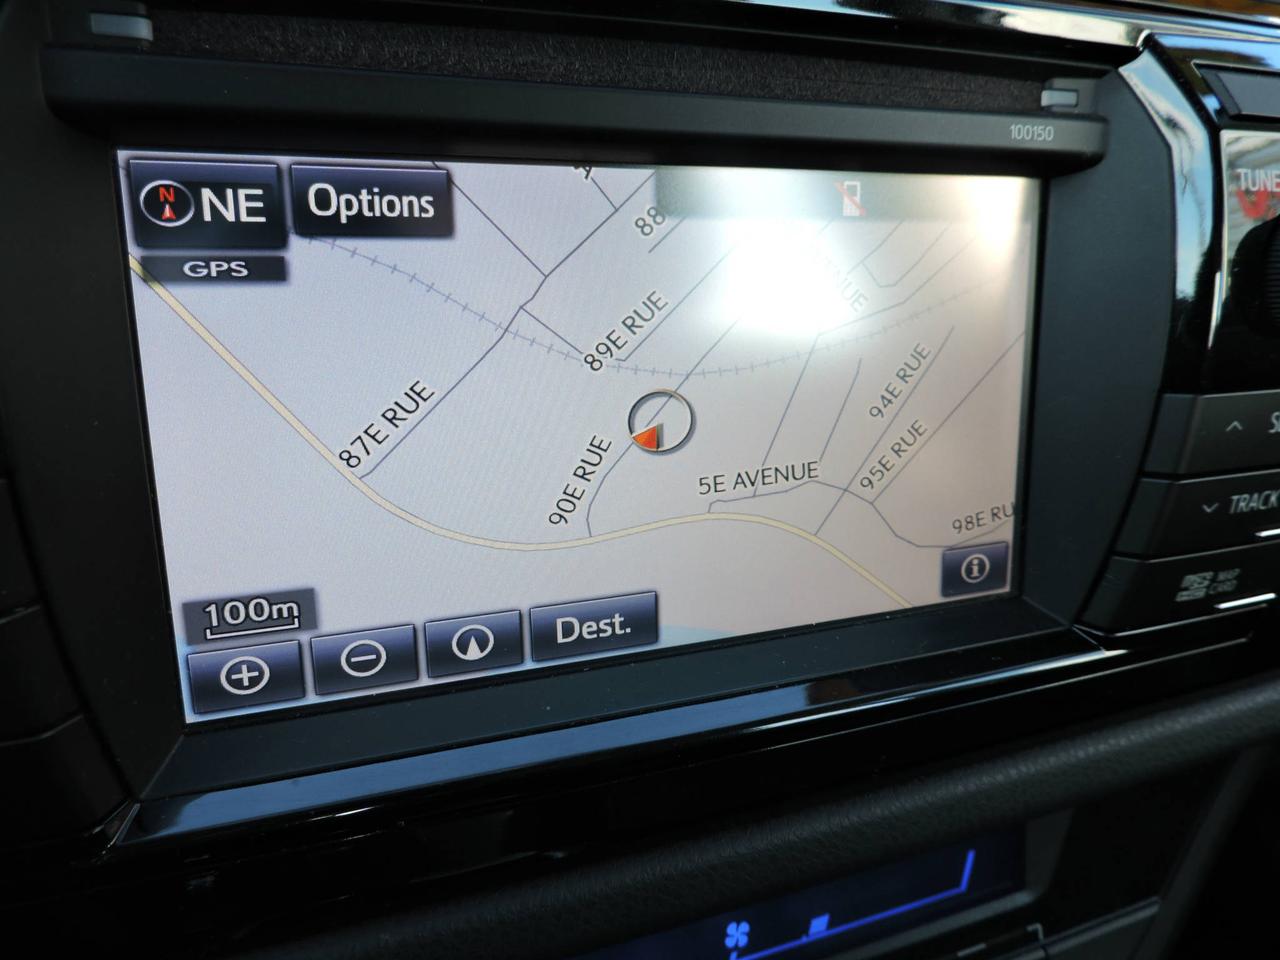 100150
TUNE
N NE
Options
GPS
88
89E RUE
87E RUE
94E RUE
95E RUE
90E RUE
5E AVENUE
98E RU
TRACK
100m
Dest.